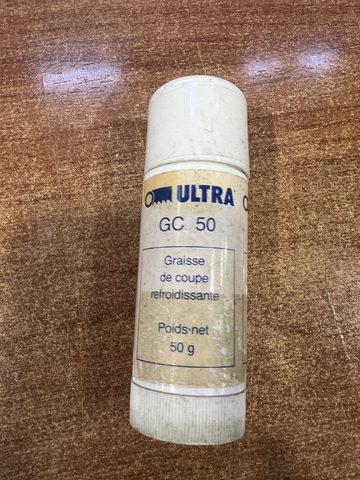 ULTRA
GC 50
Graisse
de coupe
refroidissante
Poids net
50 g